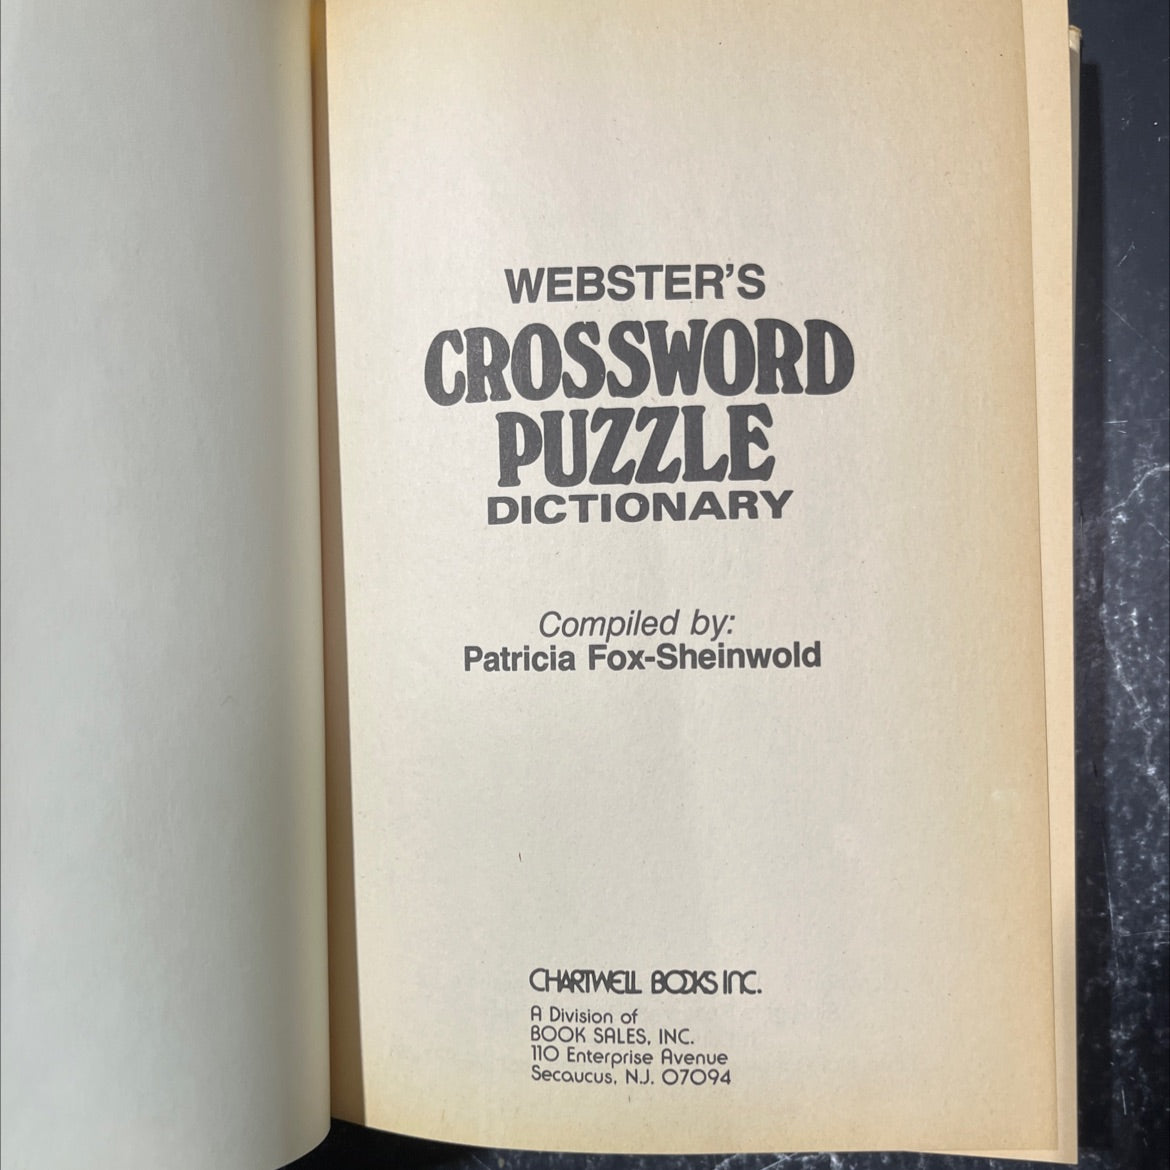 WEBSTER'S
CROSSWORD
PUZZLE
DICTIONARY
Compiled by:
Patricia Fox-Sheinwold
CHARTWELL BOOKS INC.
A Division of
BOOK SALES, INC.
110 Enterprise Avenue
Secaucus, N.J. 07094